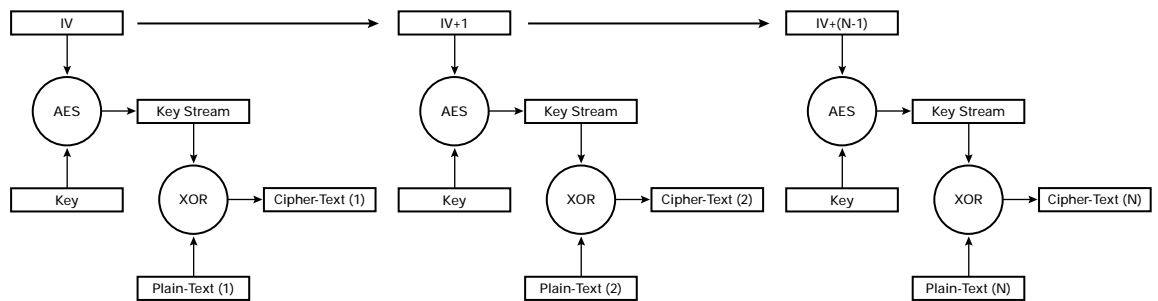 IV
IV+1
IV+(N-1)
AES
Key Stream
AES
Key Stream
AES
Key Stream
Key
XOR
Cipher-Text (1)
Key
XOR
Cipher-Text (2)
Key
XOR
Cipher-Text (N)
Plain-Text (1)
Plain-Text (2)
Plain-Text (N)